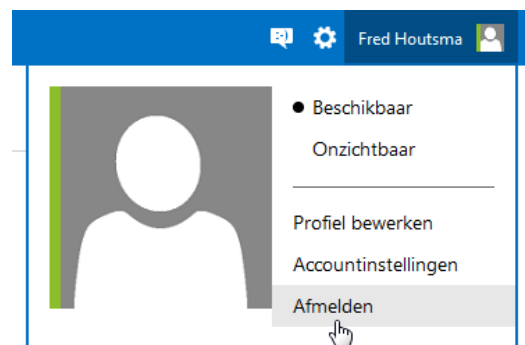 Fred Houtsma
Beschikbaar
Onzichtbaar
Profiel bewerken
Accountinstellingen
Afmelden